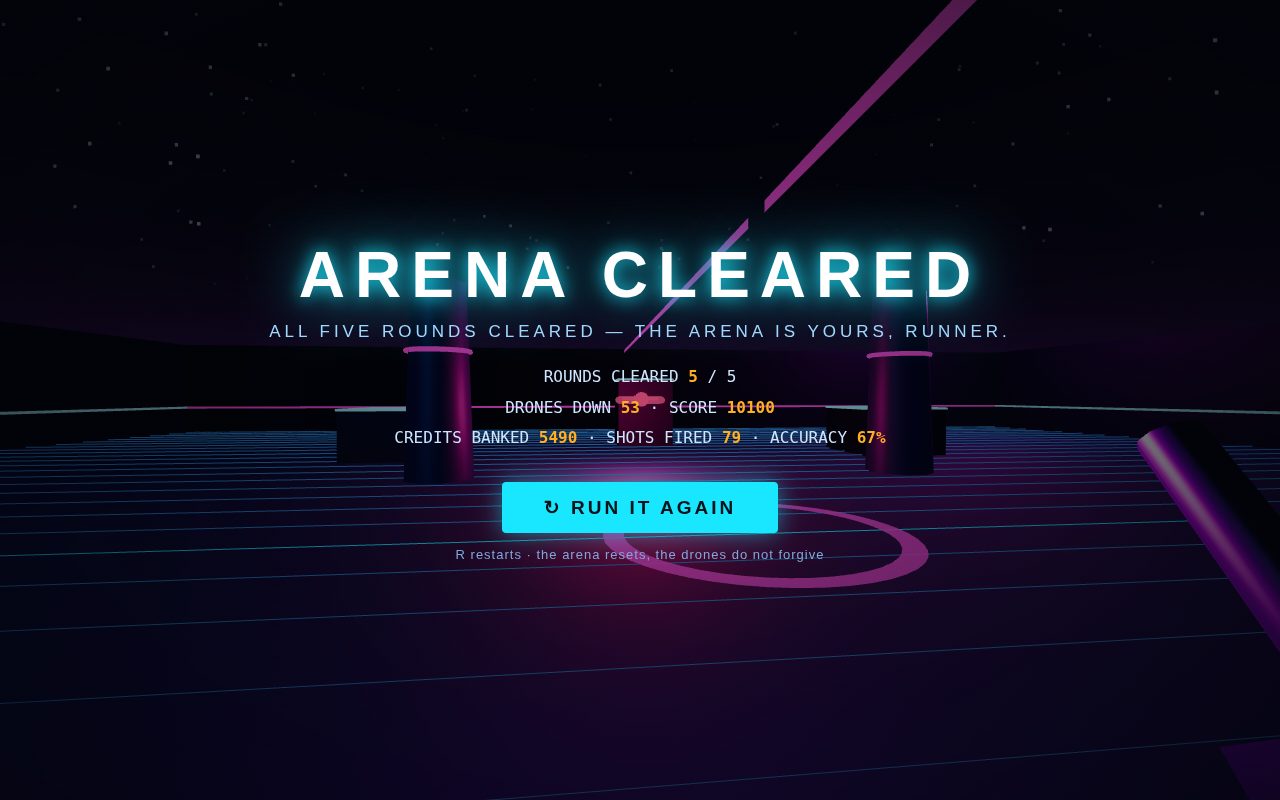 ARENA CLEARED
ALL FIVE ROUNDS CLEARED — THE ARENA IS YOURS, RUNNER.
ROUNDS CLEARED 5 / 5
DRONES DOWN 53 · SCORE 10100
CREDITS BANKED 5490 · SHOTS FIRED 79 · ACCURACY 67%
↻ RUN IT AGAIN
R restarts · the arena resets, the drones do not forgive